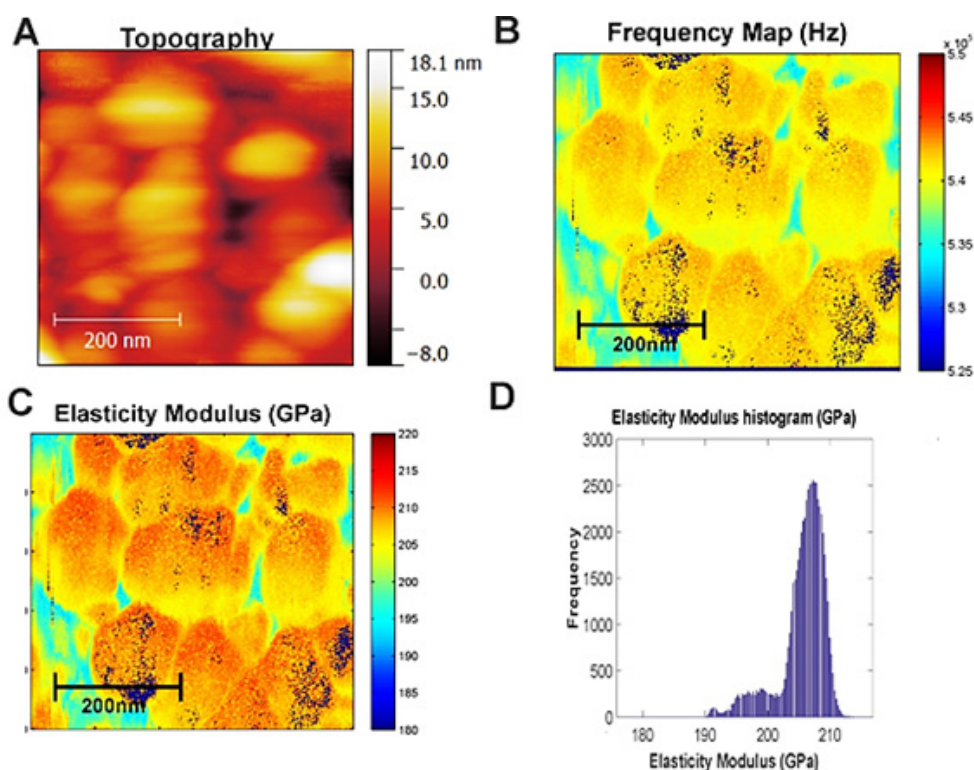 A
Topography
18.1 nm
15.0
10.0
5.0
0.0
−8.0
200 nm
B
Frequency Map (Hz)
x 10^5
5.5
5.45
5.4
5.35
5.3
5.25
200nm
C
Elasticity Modulus (GPa)
220
215
210
205
200
195
190
185
180
200nm
D
Elasticity Modulus histogram (GPa)
3000
2500
2000
1500
1000
500
0
Frequency
180
190
200
210
Elasticity Modulus (GPa)